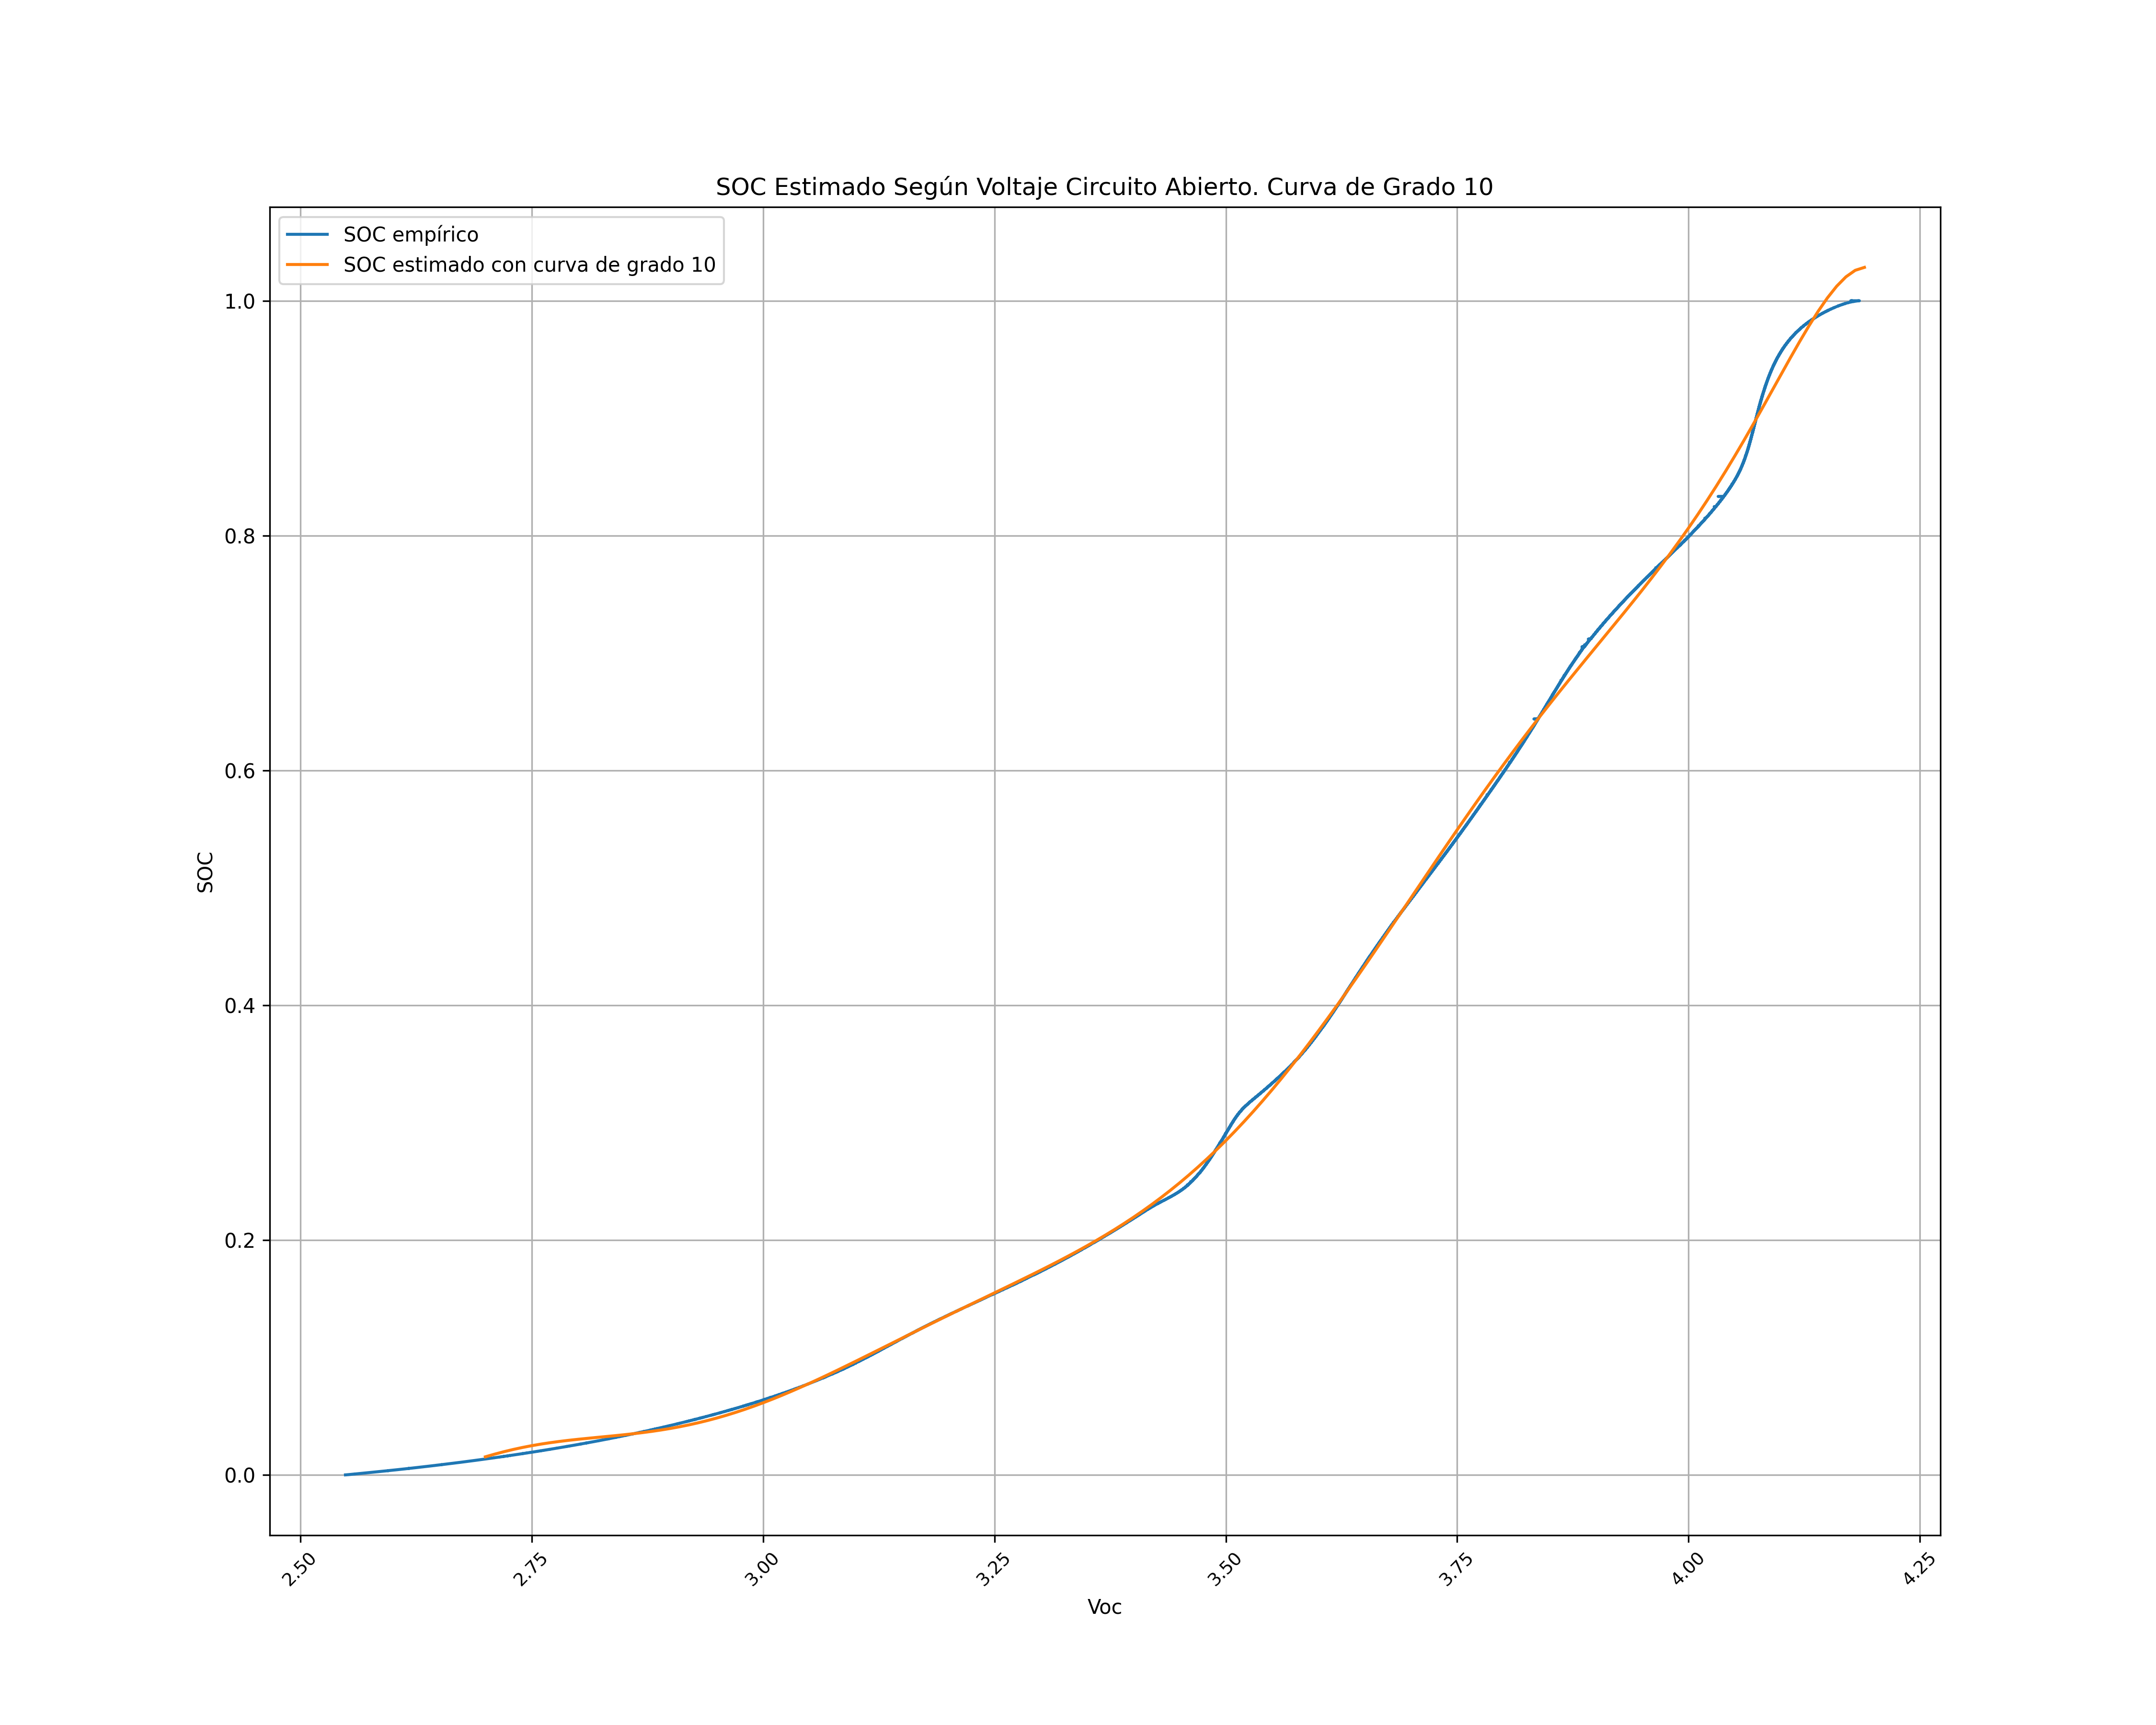 SOC Estimado Según Voltaje Circuito Abierto. Curva de Grado 10
SOC empírico
SOC estimado con curva de grado 10
1.0
0.8
0.6
0.4
0.2
0.0
SOC
2.50
2.75
3.00
3.25
3.50
3.75
4.00
4.25
Voc